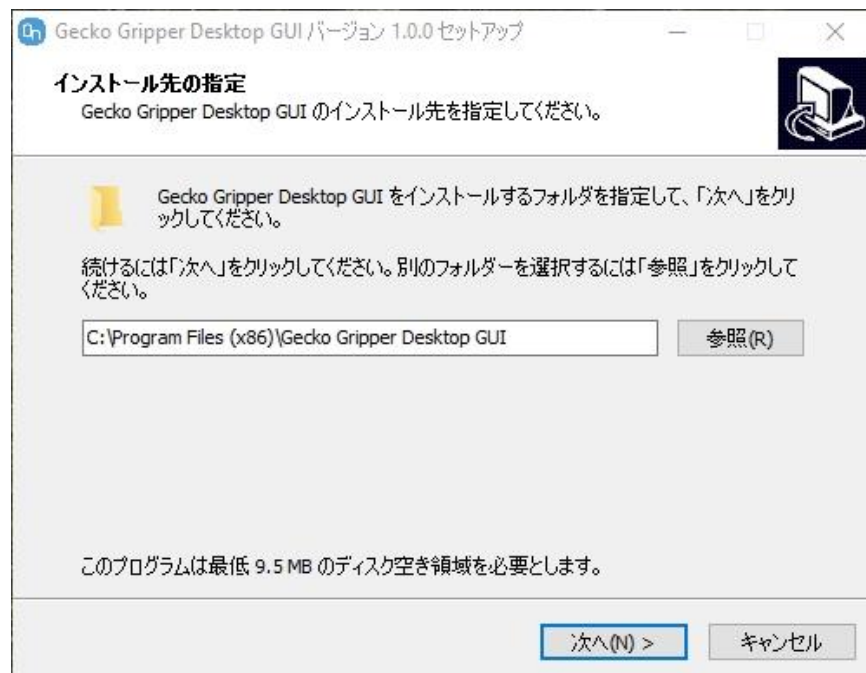 Gecko Gripper Desktop GUI バージョン 1.0.0 セットアップ
インストール先の指定
Gecko Gripper Desktop GUI のインストール先を指定してください。
Gecko Gripper Desktop GUI をインストールするフォルダを指定して、「次へ」をクリ
ックしてください。
続けるには「次へ」をクリックしてください。別のフォルダーを選択するには「参照」をクリックして
ください。
C:\Program Files (x86)\Gecko Gripper Desktop GUI
参照(R)
このプログラムは最低 9.5 MB のディスク空き領域を必要とします。
次へ(N) >
キャンセル